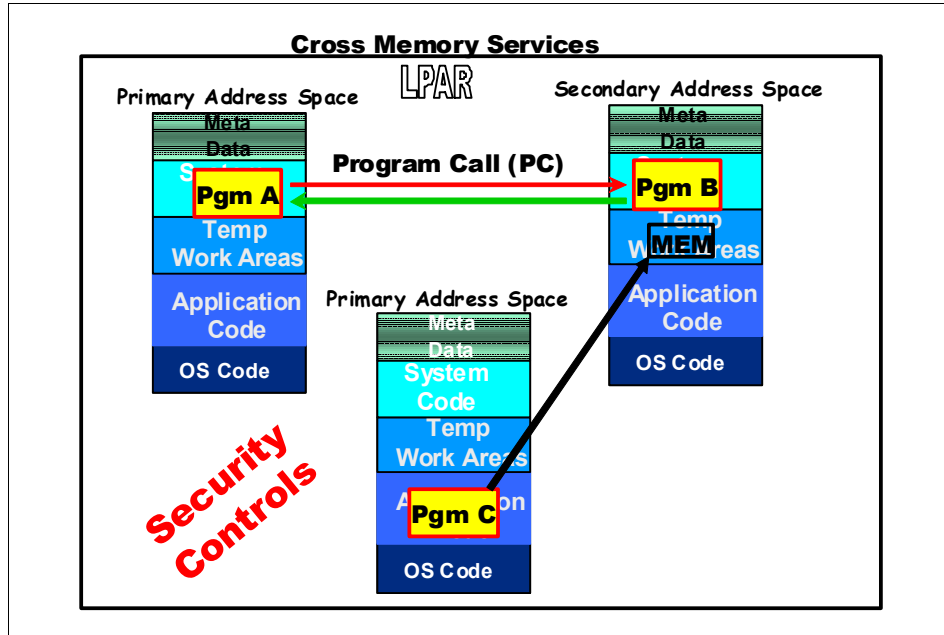 Cross Memory Services
LPAR
Primary Address Space
Meta
Data
Pgm A
Temp
Work Areas
Application
Code
OS Code
Program Call (PC)
Secondary Address Space
Meta
Data
Pgm B
Temp
Work Areas
MEM
Application
Code
OS Code
Primary Address Space
Meta
Data
System
Code
Temp
Work Areas
Pgm C
OS Code
Security
Controls